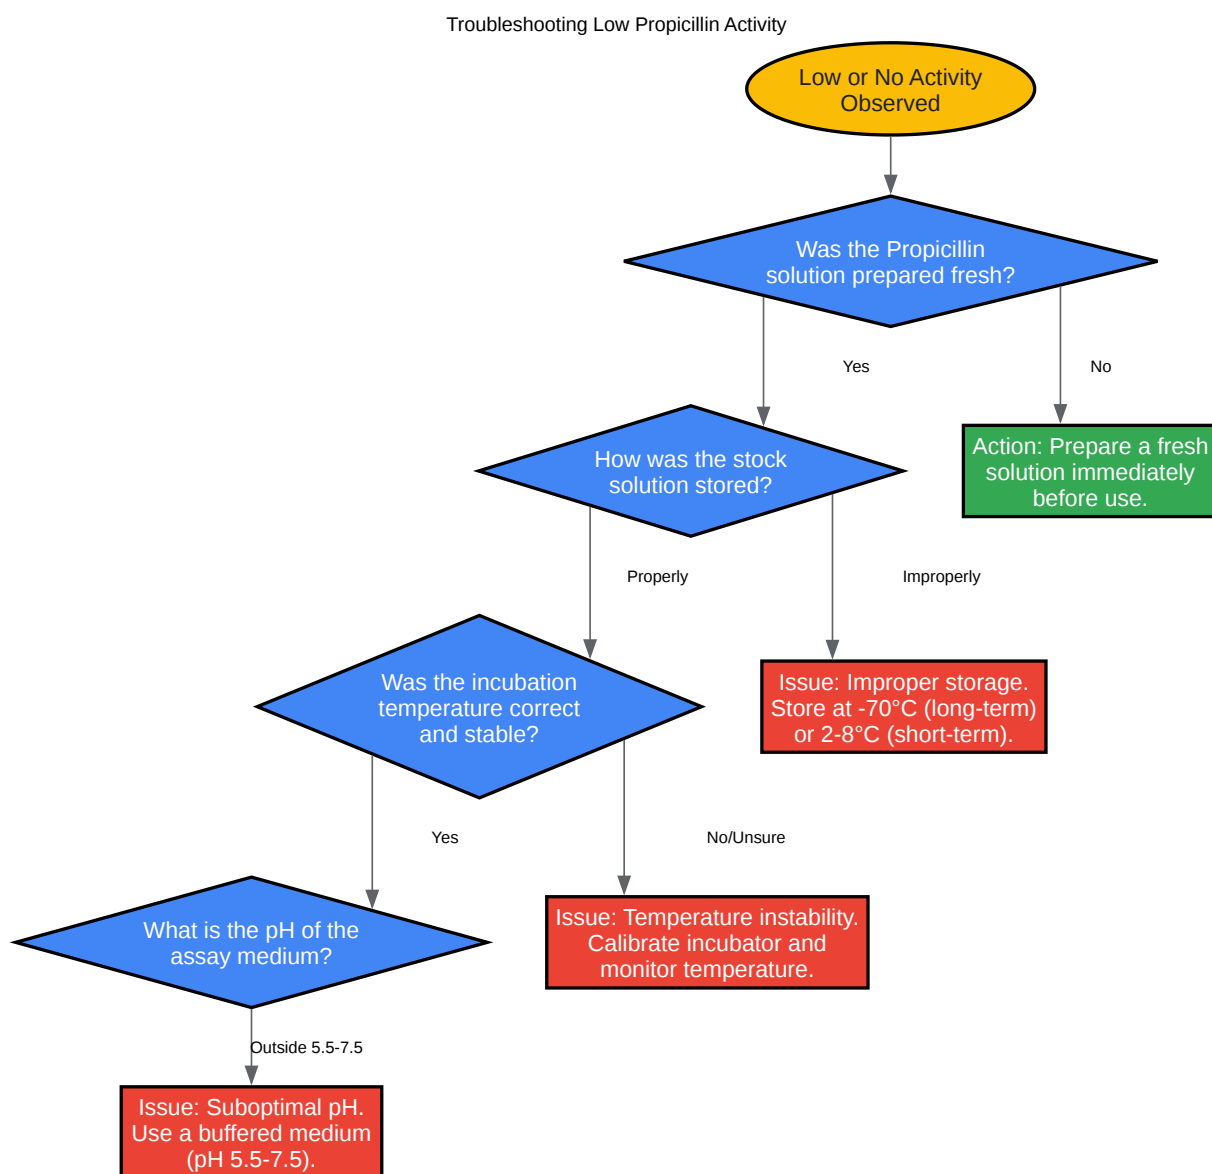 Troubleshooting Low Propicillin Activity
Low or No Activity
Observed
Was the Propicillin
solution prepared fresh?
Yes
No
How was the stock
solution stored?
Action: Prepare a fresh
solution immediately
before use.
Properly
Improperly
Was the incubation
temperature correct
and stable?
Issue: Improper storage.
Store at -70°C (long-term)
or 2-8°C (short-term).
Yes
No/Unsure
What is the pH of the
assay medium?
Issue: Temperature instability.
Calibrate incubator and
monitor temperature.
Outside 5.5-7.5
Issue: Suboptimal pH.
Use a buffered medium
(pH 5.5-7.5).